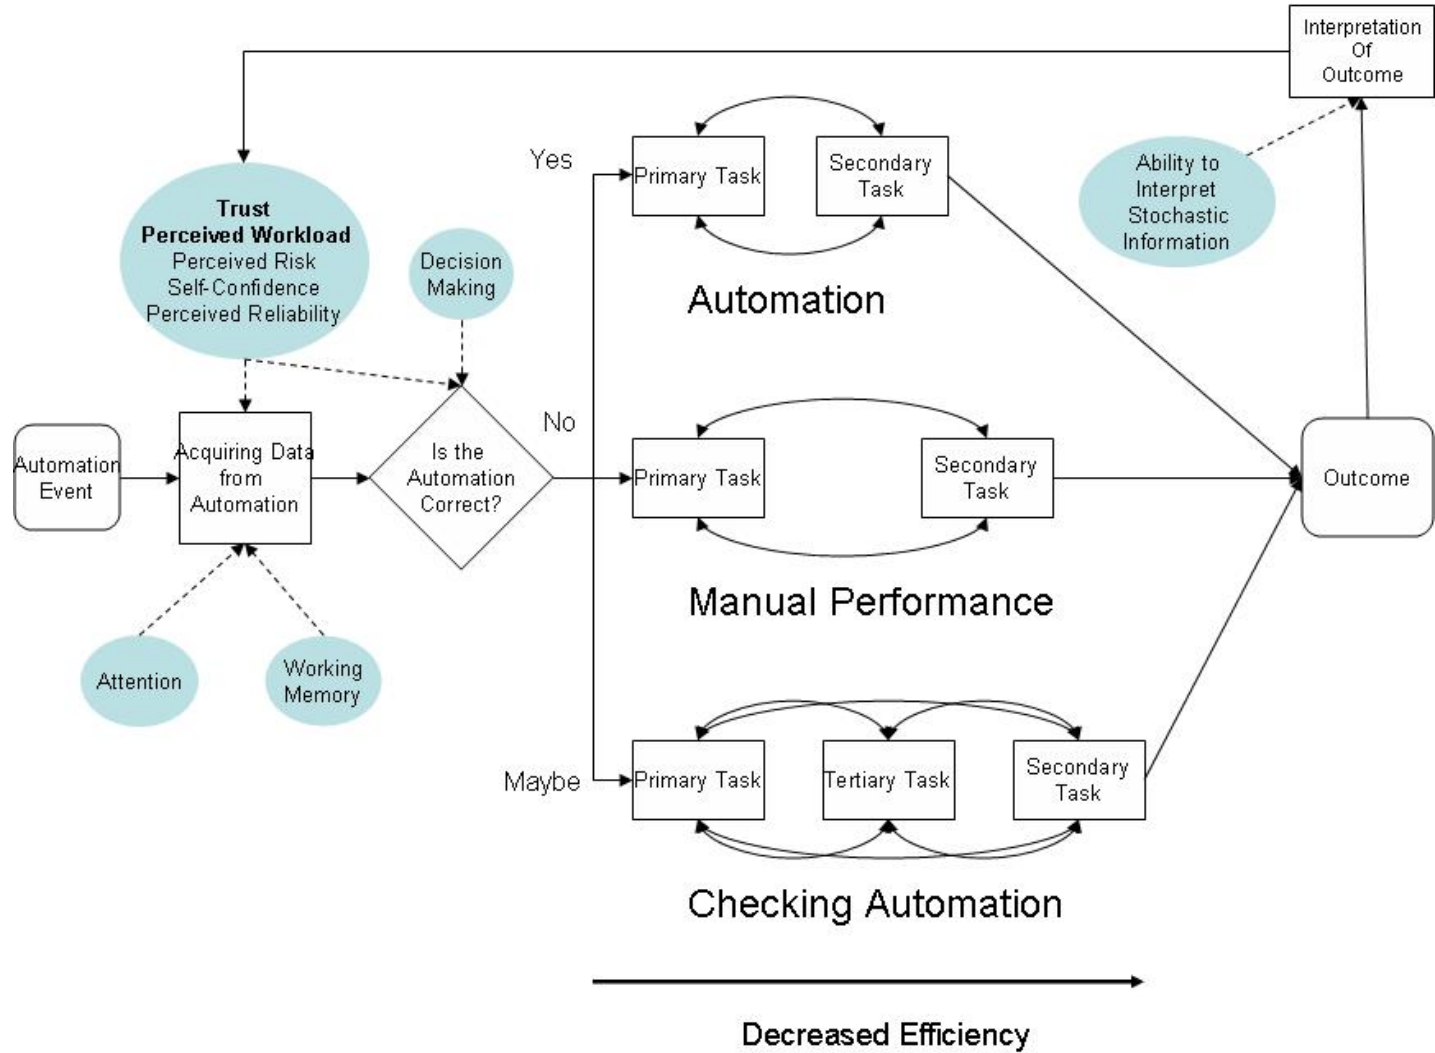 Interpretation
Of
Outcome
Yes
Primary Task
Secondary
Task
Ability to
Interpret
Stochastic
Information
Trust
Perceived Workload
Perceived Risk
Self-Confidence
Perceived Reliability
Decision
Making
Automation
No
Automation
Event
Acquiring Data
from
Automation
Is the
Automation
Correct?
Primary Task
Secondary
Task
Outcome
Manual Performance
Attention
Working
Memory
Maybe
Primary Task
Tertiary Task
Secondary
Task
Checking Automation
Decreased Efficiency